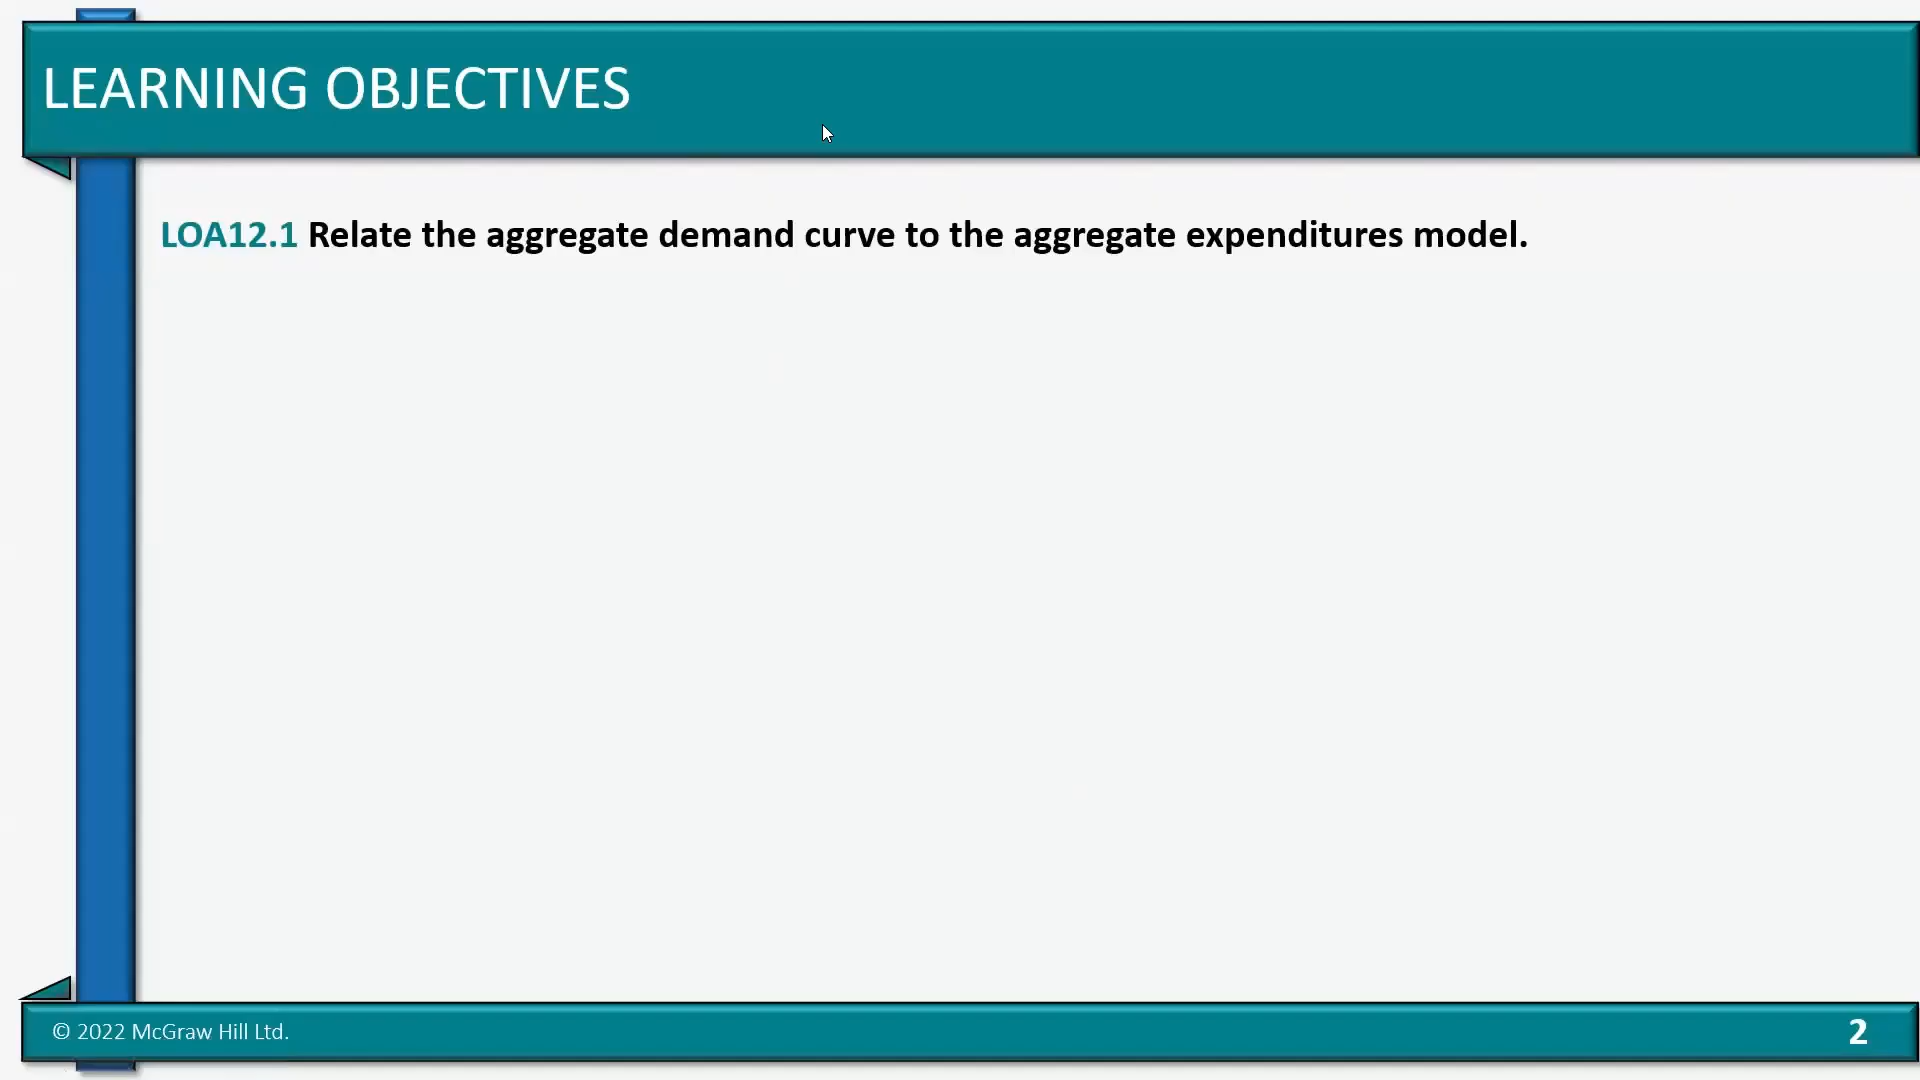 LEARNING OBJECTIVES
LOA12.1 Relate the aggregate demand curve to the aggregate expenditures model.
© 2022 McGraw Hill Ltd.
2